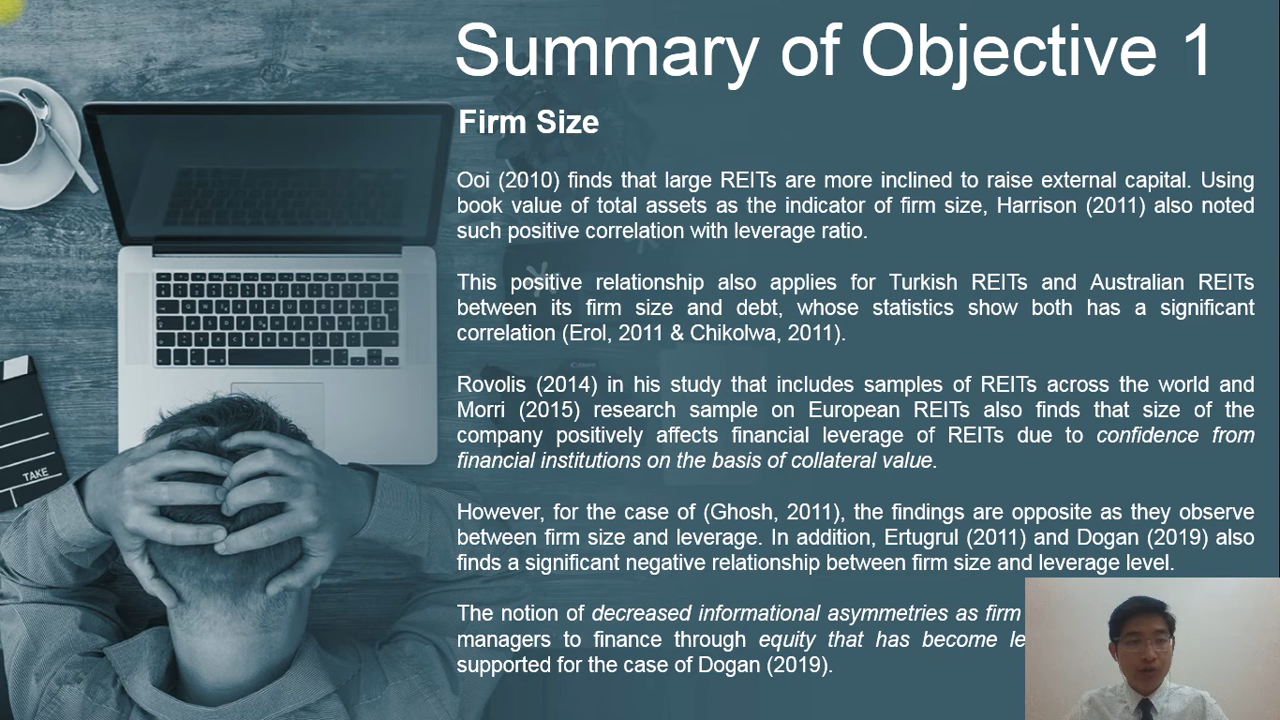 Summary of Objective 1
Firm Size
Ooi (2010) finds that large REITs are more inclined to raise external capital. Using
book value of total assets as the indicator of firm size, Harrison (2011) also noted
such positive correlation with leverage ratio.
This positive relationship also applies for Turkish REITs and Australian REITs
between its firm size and debt, whose statistics show both has a significant
correlation (Erol, 2011 & Chikolwa, 2011).
Rovolis (2014) in his study that includes samples of REITs across the world and
Morri (2015) research sample on European REITs also finds that size of the
company positively affects financial leverage of REITs due to confidence from
financial institutions on the basis of collateral value.
However, for the case of (Ghosh, 2011), the findings are opposite as they observe
between firm size and leverage. In addition, Ertugrul (2011) and Dogan (2019) also
finds a significant negative relationship between firm size and leverage level.
The notion of decreased informational asymmetries as firm
managers to finance through equity that has become
supported for the case of Dogan (2019).
TAKE